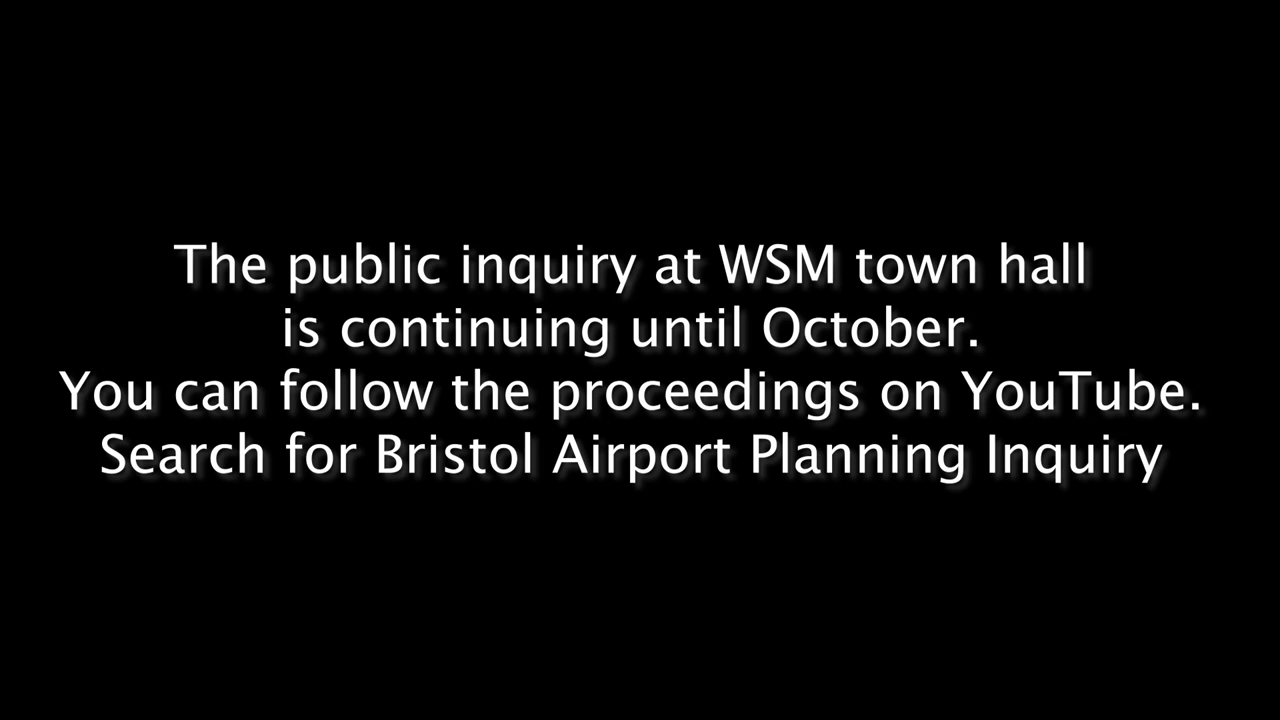 The public inquiry at WSM town hall
is continuing until October.
You can follow the proceedings on YouTube.
Search for Bristol Airport Planning Inquiry